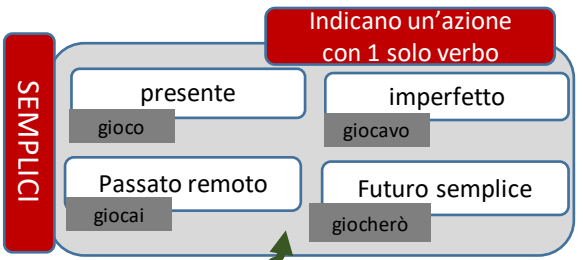 Indicano un’azione
con 1 solo verbo
SEMPLICI
presente
gioco
imperfetto
giocavo
Passato remoto
giocai
Futuro semplice
giocherò